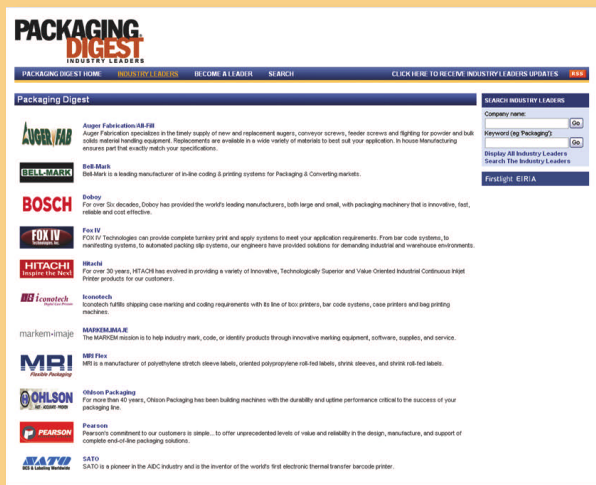 PACKAGING
DIGEST
INDUSTRY LEADERS
PACKAGING DIGEST HOME INDUSTRY LEADERS BECOME A LEADER SEARCH CLICK HERE TO RECEIVE INDUSTRY LEADERS UPDATES RSS
Packaging Digest
AUGER FAB
Auger Fabrication/All-Fill
Auger Fabrication specializes in the timely supply of new and replacement augers, conveyor screws, feeder screws and flighting for powder and bulk
solids material handling equipment. Replacements are available in a wide variety of materials to best suit your application. In house Manufacturing
ensures part that exactly match your specifications.
BELL-MARK
Bell-Mark
Bell-Mark is a leading manufacturer of in-line coding & printing systems for Packaging & Converting markets.
BOSCH
Doboy
For over Six decades, Doboy has provided the world's leading manufacturers, both large and small, with packaging machinery that is innovative, fast,
reliable and cost effective.
FOX IV
Technologies, Inc.
Fox IV
FOX IV Technologies can provide complete turnkey print and apply systems to meet your application requirements. From bar code systems, to
manifesting systems, to automated packing slip systems, our engineers have provided solutions for demanding industrial and warehouse environments.
HITACHI
Inspire the Next
Hitachi
For over 30 years, HITACHI has evolved in providing a variety of Innovative, Technologically Superior and Value Oriented Industrial Continuous Inkjet
Printer products for our customers.
iconotech
Iconotech
Iconotech fulfills shipping case marking and coding requirements with its line of box printers, bar code systems, case printers and bag printing
machines.
markem•imaje
MARKEMIMAJE
The MARKEM mission is to help industry mark, code, or identify products through innovative marking equipment, software, supplies, and service.
MRI
Flexible Packaging
MRI Flex
MRI is a manufacturer of polyethylene stretch sleeve labels, oriented polypropylene roll-fed labels, shrink sleeves, and shrink roll-fed labels.
OHLSON
FAST - ACCURATE - PROVEN
Ohlson Packaging
For more than 40 years, Ohlson Packaging has been building machines with the durability and uptime performance critical to the success of your
packaging line.
PEARSON
Pearson
Pearson's commitment to our customers is simple... to offer unprecedented levels of value and reliability in the design, manufacture, and support of
complete end-of-line packaging solutions.
SATO
DCS & Labeling Worldwide
SATO
SATO is a pioneer in the AIDC industry and is the inventor of the world's first electronic thermal transfer barcode printer.
SEARCH INDUSTRY LEADERS
Company name:
Go
Keyword (eg 'Packaging'):
Go
Display All Industry Leaders
Search The Industry Leaders
Firstlight EIRIA